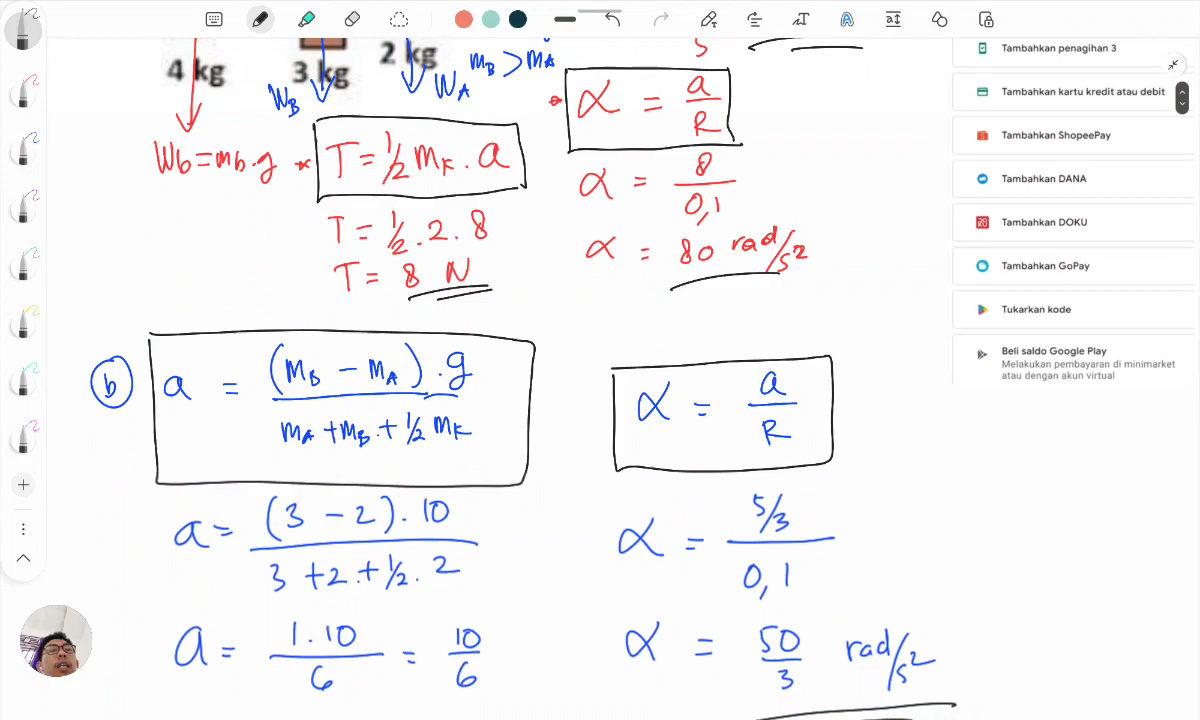 4 kg
3 kg
2 kg
m_B > m_A
W_B
W_A
Wb = mb . g
T = 1/2 m_k . a
T = 1/2 . 2 . 8
T = 8 N
5
α = a/R
α = 8/0,1
α = 80 rad/s²
b
a = (m_B - m_A) . g / m_A + m_B + 1/2 m_k
a = (3 - 2) . 10 / 3 + 2 + 1/2 . 2
a = 1 . 10 / 6 = 10/6
α = a/R
α = 5/3 / 0,1
α = 50/3 rad/s²
Tambahkan penagihan 3
Tambahkan kartu kredit atau debit
Tambahkan ShopeePay
Tambahkan DANA
Tambahkan DOKU
Tambahkan GoPay
Tukarkan kode
Beli saldo Google Play
Melakukan pembayaran di minimarket
atau dengan akun virtual